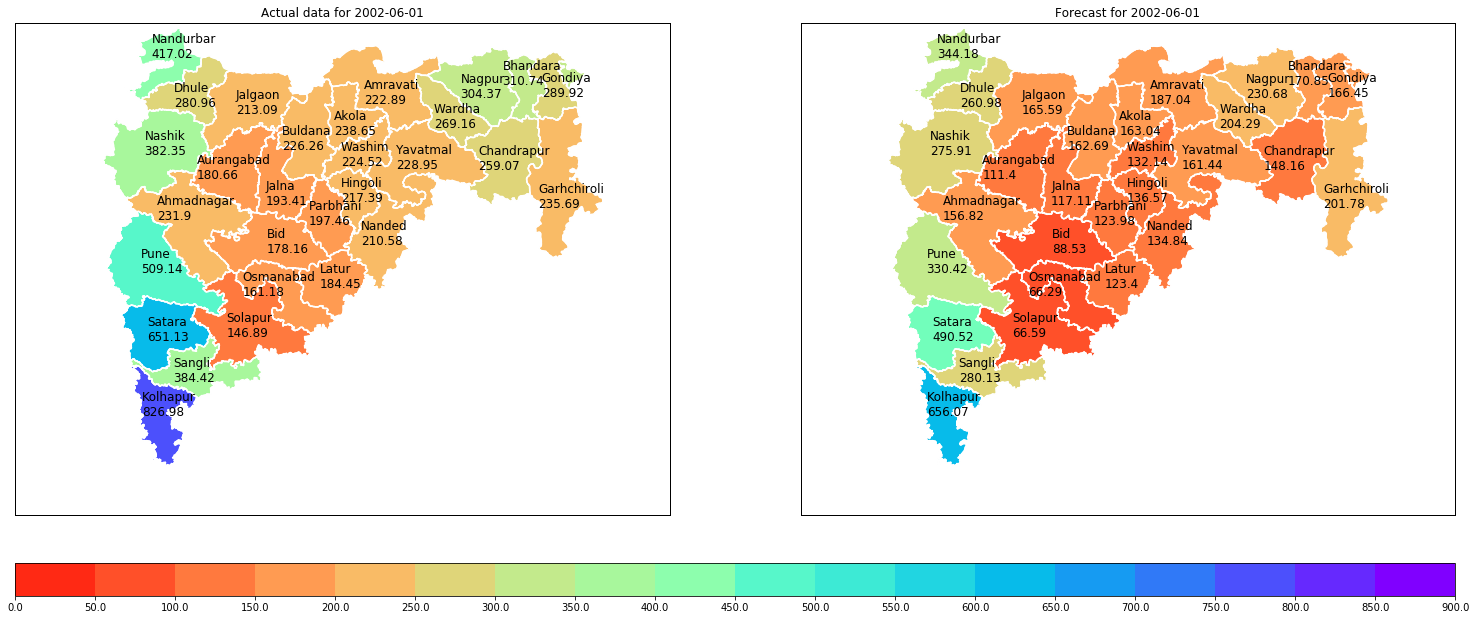 Actual data for 2002-06-01
Nandurbar
417.02
Dhule
280.96
Jalgaon
213.09
Amravati
222.89
Nagpur
304.37
Bhandara
310.74
Gondiya
289.92
Wardha
269.16
Nashik
382.35
Buldana
226.26
Akola
238.65
Washim
224.52
Yavatmal
228.95
Chandrapur
259.07
Aurangabad
180.66
Jalna
193.41
Hingoli
217.39
Parbhani
197.46
Garhchiroli
235.69
Ahmadnagar
231.9
Bid
178.16
Nanded
210.58
Pune
509.14
Osmanabad
161.18
Latur
184.45
Satara
651.13
Solapur
146.89
Sangli
384.42
Kolhapur
826.98
Forecast for 2002-06-01
Nandurbar
344.18
Dhule
260.98
Jalgaon
165.59
Amravati
187.04
Nagpur
230.68
Bhandara
170.85
Gondiya
166.45
Wardha
204.29
Nashik
275.91
Buldana
162.69
Akola
163.04
Washim
132.14
Yavatmal
161.44
Chandrapur
148.16
Aurangabad
111.4
Jalna
117.11
Hingoli
136.57
Parbhani
123.98
Garhchiroli
201.78
Ahmadnagar
156.82
Bid
88.53
Nanded
134.84
Pune
330.42
Osmanabad
66.29
Latur
123.4
Satara
490.52
Solapur
66.59
Sangli
280.13
Kolhapur
656.07
0.0 50.0 100.0 150.0 200.0 250.0 300.0 350.0 400.0 450.0 500.0 550.0 600.0 650.0 700.0 750.0 800.0 850.0 900.0